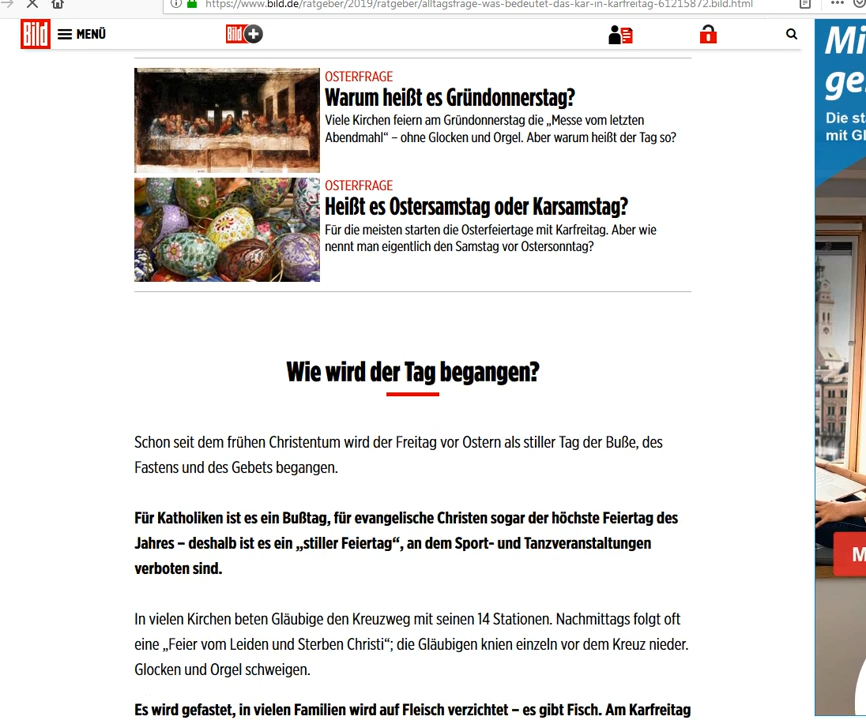 https://www.bild.de/ratgeber/2019/ratgeber/alltagsfrage-was-bedeutet-das-kar-in-karfreitag-61215872.bild.html
Bild MENÜ Bild+
OSTERFRAGE
Warum heißt es Gründonnerstag?
Viele Kirchen feiern am Gründonnerstag die „Messe vom letzten
Abendmahl“ – ohne Glocken und Orgel. Aber warum heißt der Tag so?
OSTERFRAGE
Heißt es Ostersamstag oder Karsamstag?
Für die meisten starten die Osterfeiertage mit Karfreitag. Aber wie
nennt man eigentlich den Samstag vor Ostersonntag?
Wie wird der Tag begangen?
Schon seit dem frühen Christentum wird der Freitag vor Ostern als stiller Tag der Buße, des
Fastens und des Gebets begangen.
Für Katholiken ist es ein Bußtag, für evangelische Christen sogar der höchste Feiertag des
Jahres – deshalb ist es ein „stiller Feiertag“, an dem Sport- und Tanzveranstaltungen
verboten sind.
In vielen Kirchen beten Gläubige den Kreuzweg mit seinen 14 Stationen. Nachmittags folgt oft
eine „Feier vom Leiden und Sterben Christi“; die Gläubigen knien einzeln vor dem Kreuz nieder.
Glocken und Orgel schweigen.
Es wird gefastet, in vielen Familien wird auf Fleisch verzichtet – es gibt Fisch. Am Karfreitag
Mi
ge
Die st
mit Gl
M